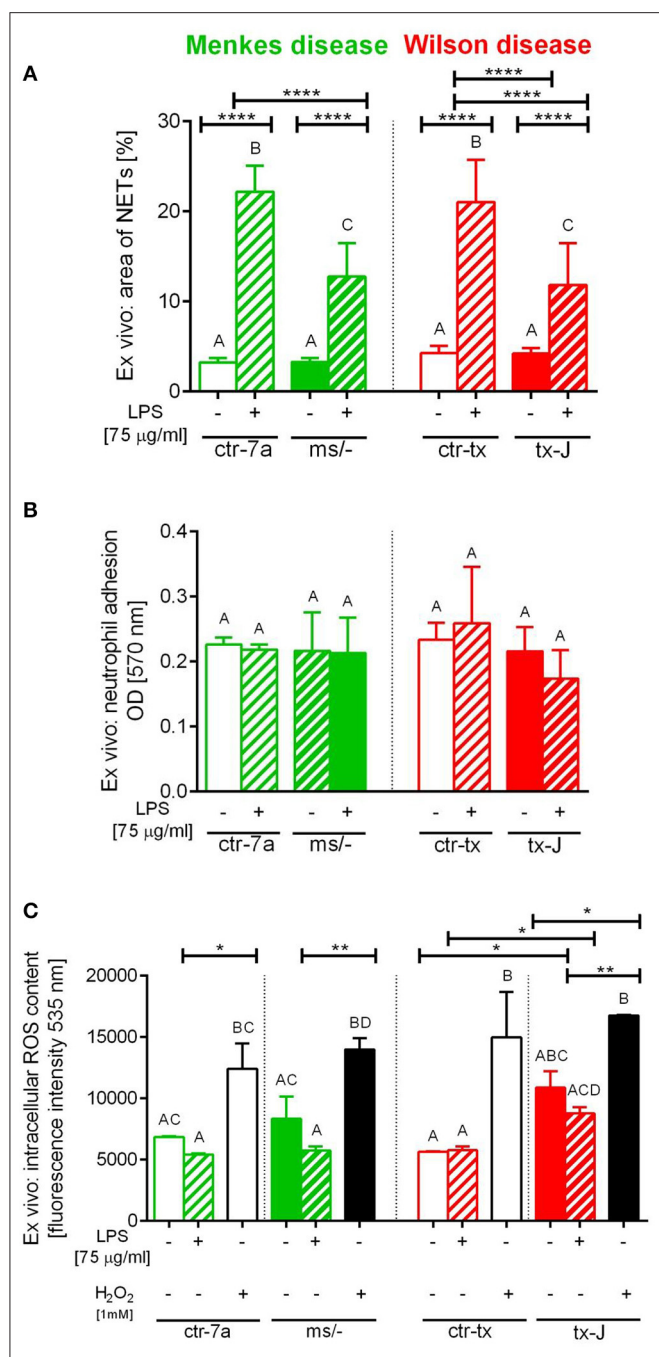 Menkes disease Wilson disease
A
**** **** **** **** **** **** ****
Ex vivo: area of NETs [%]
30
20
10
0
A B A C A B A C
LPS - + - + - + - +
[75 µg/ml]
ctr-7a ms/- ctr-tx tx-J
B
Ex vivo: neutrophil adhesion
OD [570 nm]
0.4
0.3
0.2
0.1
0.0
A A A A A A A A
LPS - + - + - + - +
[75 µg/ml]
ctr-7a ms/- ctr-tx tx-J
C
* ** * * * **
Ex vivo: intracellular ROS content
[fluorescence intensity 535 nm]
20000
15000
10000
5000
0
AC A BC AC A BD A A B ABC ACD B
LPS - + - - + - - + - - + -
[75 µg/ml]
H2O2 - - + - - + - - + - - +
[1mM]
ctr-7a ms/- ctr-tx tx-J